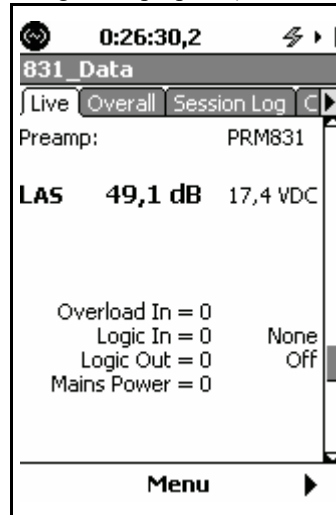 0:26:30,2
831_Data
Live Overall Session Log C
Preamp: PRM831
LAS 49,1 dB 17,4 VDC
Overload In = 0
Logic In = 0 None
Logic Out = 0 Off
Mains Power = 0
Menu